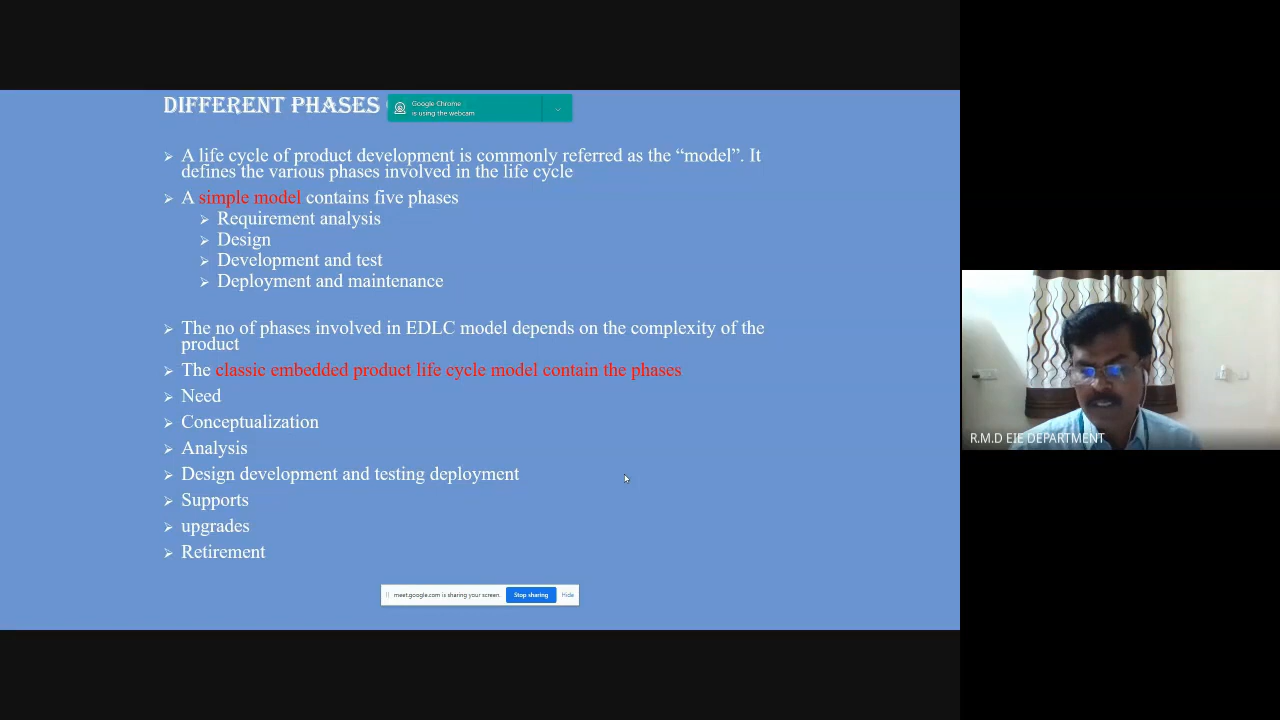 DIFFERENT PHASES
Google Chrome
is using the webcam
A life cycle of product development is commonly referred as the “model”. It
defines the various phases involved in the life cycle
A simple model contains five phases
Requirement analysis
Design
Development and test
Deployment and maintenance
The no of phases involved in EDLC model depends on the complexity of the
product
The classic embedded product life cycle model contain the phases
Need
Conceptualization
Analysis
Design development and testing deployment
Supports
upgrades
Retirement
meet.google.com is sharing your screen.
Stop sharing
Hide
R.M.D EIE DEPARTMENT